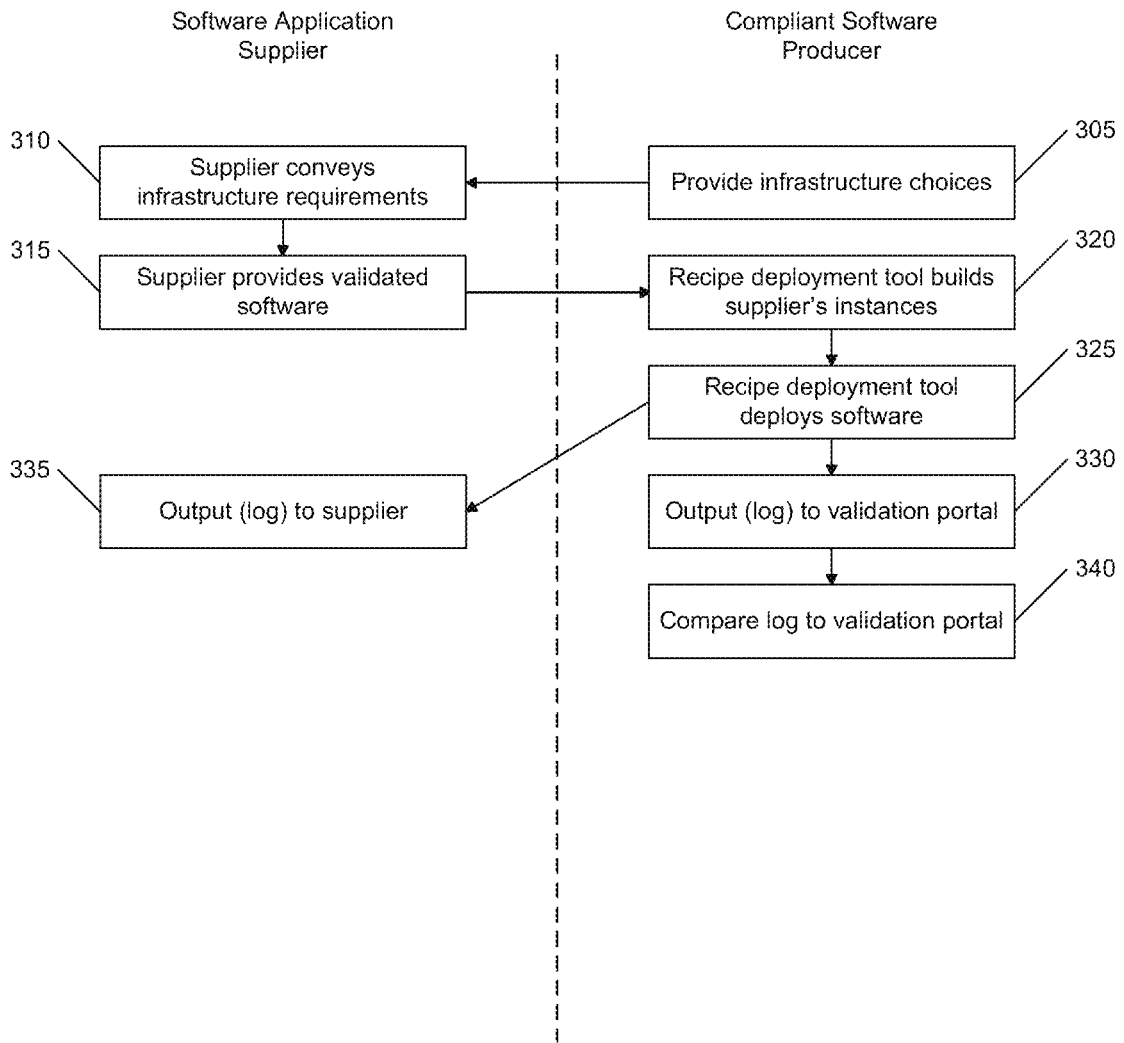 Software Application
Supplier
Compliant Software
Producer
310
Supplier conveys
infrastructure requirements
305
Provide infrastructure choices
315
Supplier provides validated
software
320
Recipe deployment tool builds
supplier's instances
325
Recipe deployment tool
deploys software
335
Output (log) to supplier
330
Output (log) to validation portal
340
Compare log to validation portal